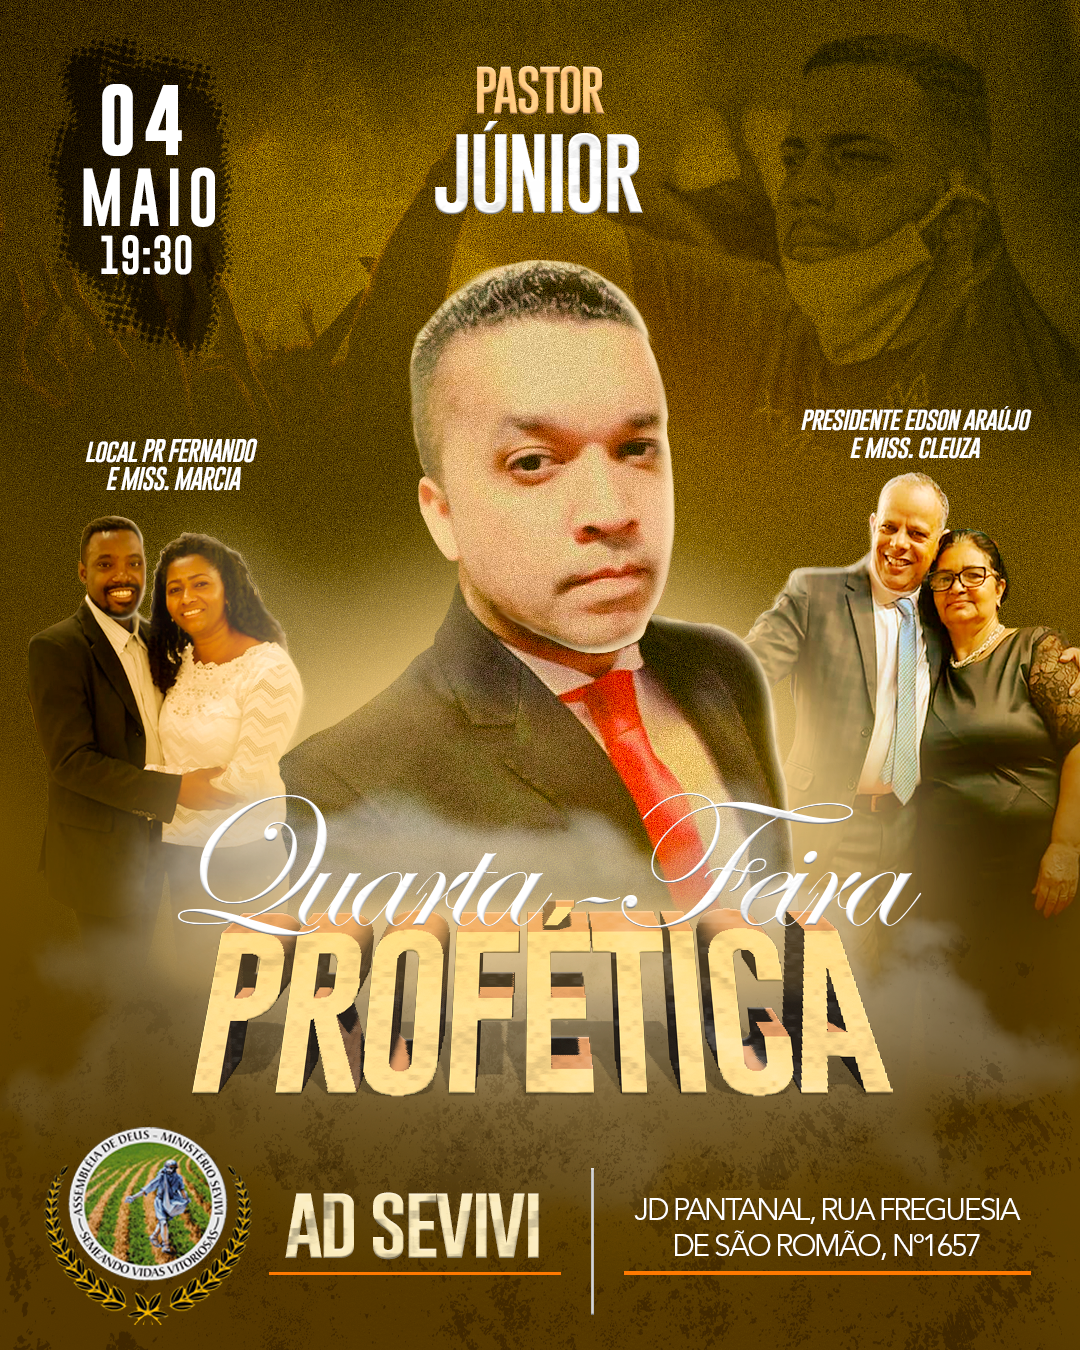 04
MAIO
19:30
PASTOR
JÚNIOR
LOCAL PR FERNANDO
E MISS. MARCIA
PRESIDENTE EDSON ARAÚJO
E MISS. CLEUZA
Quarta-Feira
PROFÉTICA
ASSEMBLÉIA DE DEUS - MINISTÉRIO SEVIVI
SEMEANDO VIDAS VITORIOSAS
AD SEVIVI
JD PANTANAL, RUA FREGUESIA
DE SÃO ROMÃO, Nº1657